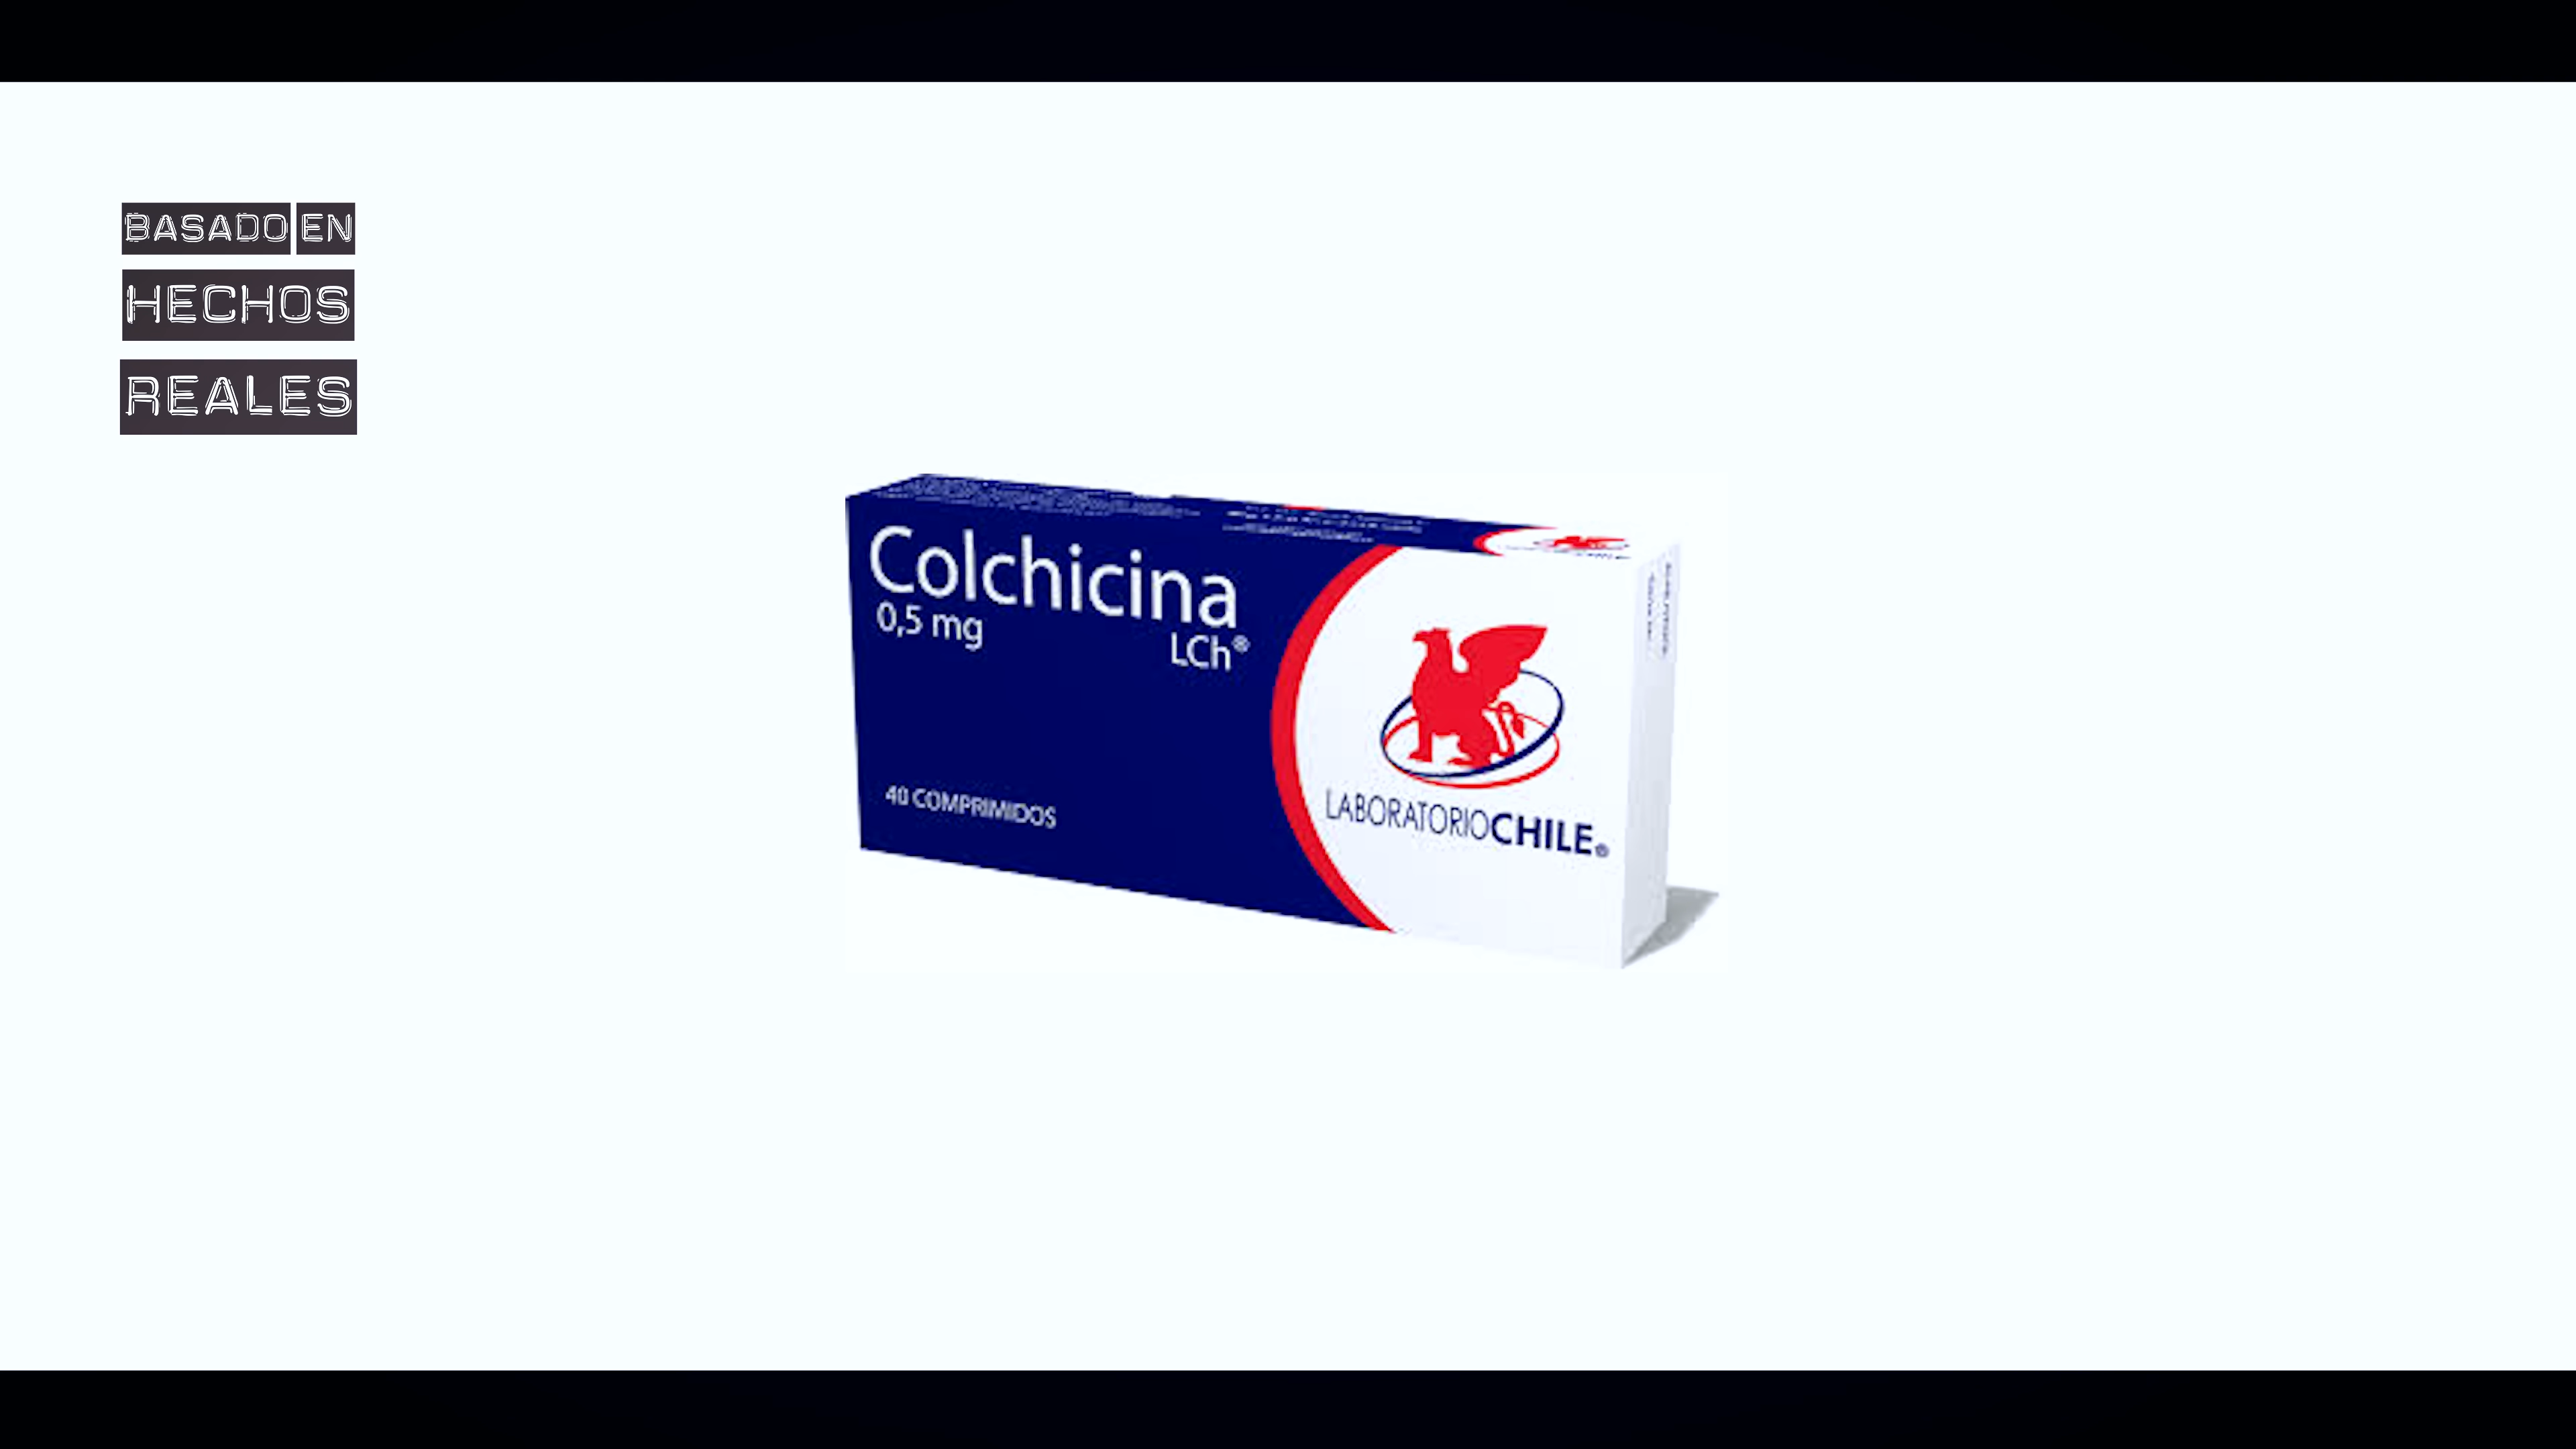 BASADO EN
HECHOS
REALES
Colchicina
0,5 mg
LCh®
40 COMPRIMIDOS
LABORATORIOCHILE®